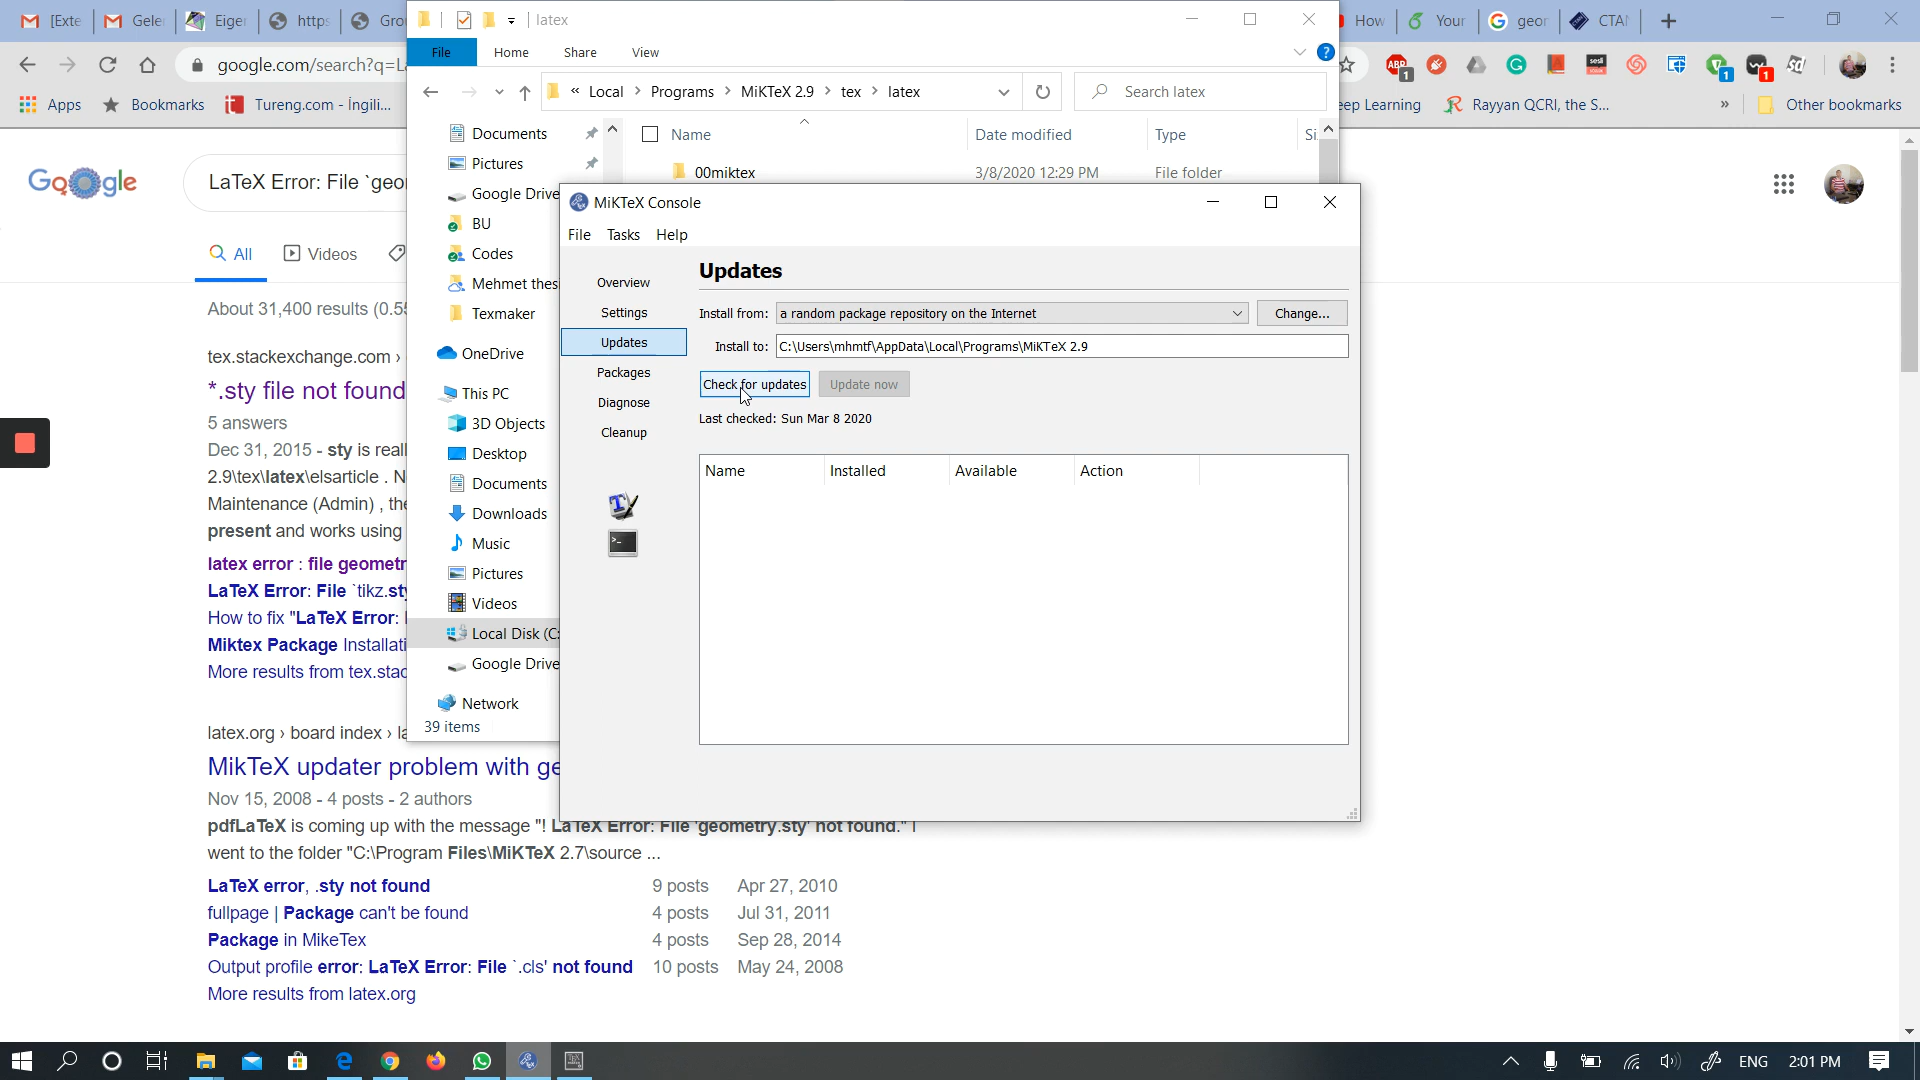 [Exte
Gele
Eiger
https
Gro
latex
How
Your
geor
CTAN
google.com/search?q=La
Apps
Bookmarks
Tureng.com - İngili...
eep Learning
Rayyan QCRI, the S...
»
Other bookmarks
File
Home
Share
View
« Local > Programs > MiKTeX 2.9 > tex > latex
Search latex
Name
Date modified
Type
Si
00miktex
3/8/2020 12:29 PM
File folder
Documents
Pictures
Google Drive
BU
Codes
Mehmet thesi
Texmaker
OneDrive
This PC
3D Objects
Desktop
Documents
Downloads
Music
Pictures
Videos
Local Disk (C:
Google Drive
Network
39 items
MiKTeX Console
File
Tasks
Help
Overview
Settings
Updates
Packages
Diagnose
Cleanup
Updates
Install from:
a random package repository on the Internet
Change...
Install to:
C:\Users\mhmtf\AppData\Local\Programs\MiKTeX 2.9
Check for updates
Update now
Last checked: Sun Mar 8 2020
Name
Installed
Available
Action
Google
LaTeX Error: File `geor
All
Videos
About 31,400 results (0.55
tex.stackexchange.com ›
*.sty file not found
5 answers
Dec 31, 2015 - sty is reall
2.9\tex\latex\elsarticle . N
Maintenance (Admin) , the
present and works using
latex error : file geometr
LaTeX Error: File `tikz.sty
How to fix "LaTeX Error:
Miktex Package Installati
More results from tex.stac
latex.org › board index › la
MikTeX updater problem with ge
Nov 15, 2008 - 4 posts - 2 authors
pdfLaTeX is coming up with the message "! LaTeX Error: File 'geometry.sty' not found." I
went to the folder "C:\Program Files\MiKTeX 2.7\source ...
LaTeX error, .sty not found
9 posts
Apr 27, 2010
fullpage | Package can't be found
4 posts
Jul 31, 2011
Package in MikeTex
4 posts
Sep 28, 2014
Output profile error: LaTeX Error: File `.cls' not found
10 posts
May 24, 2008
More results from latex.org
ENG
2:01 PM